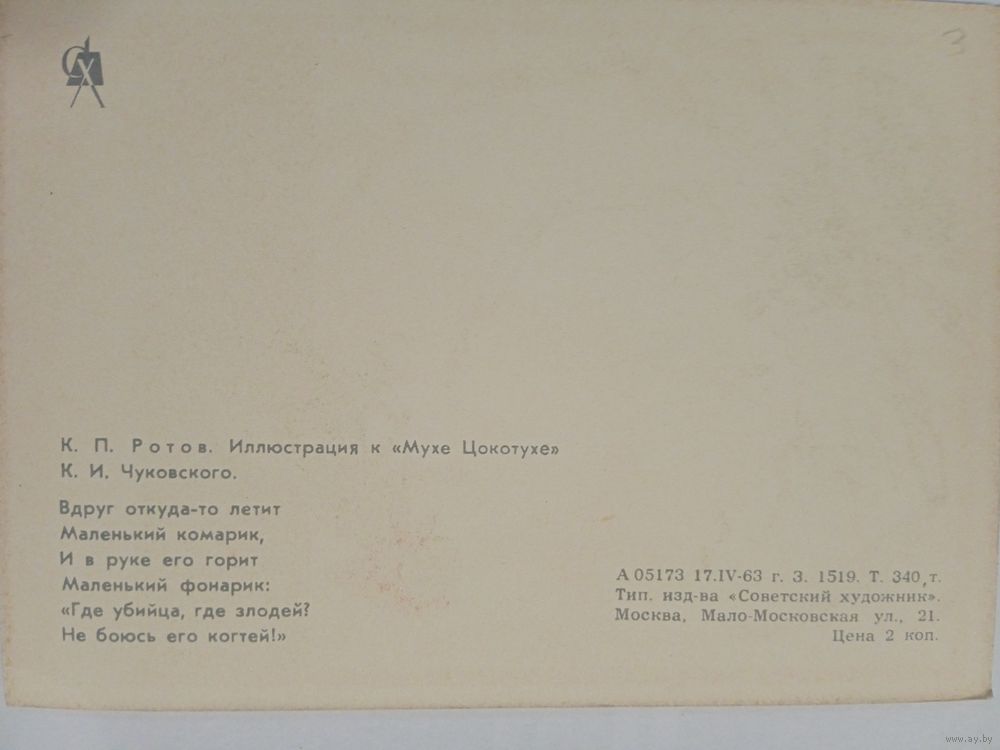 СХ
3
К. П. Ротов. Иллюстрация к «Мухе Цокотухе»
К. И. Чуковского.
Вдруг откуда-то летит
Маленький комарик,
И в руке его горит
Маленький фонарик:
«Где убийца, где злодей?
Не боюсь его когтей!»
А 05173 17.IV-63 г. З. 1519. Т. 340 т.
Тип. изд-ва «Советский художник».
Москва, Мало-Московская ул., 21.
Цена 2 коп.
www.ay.by